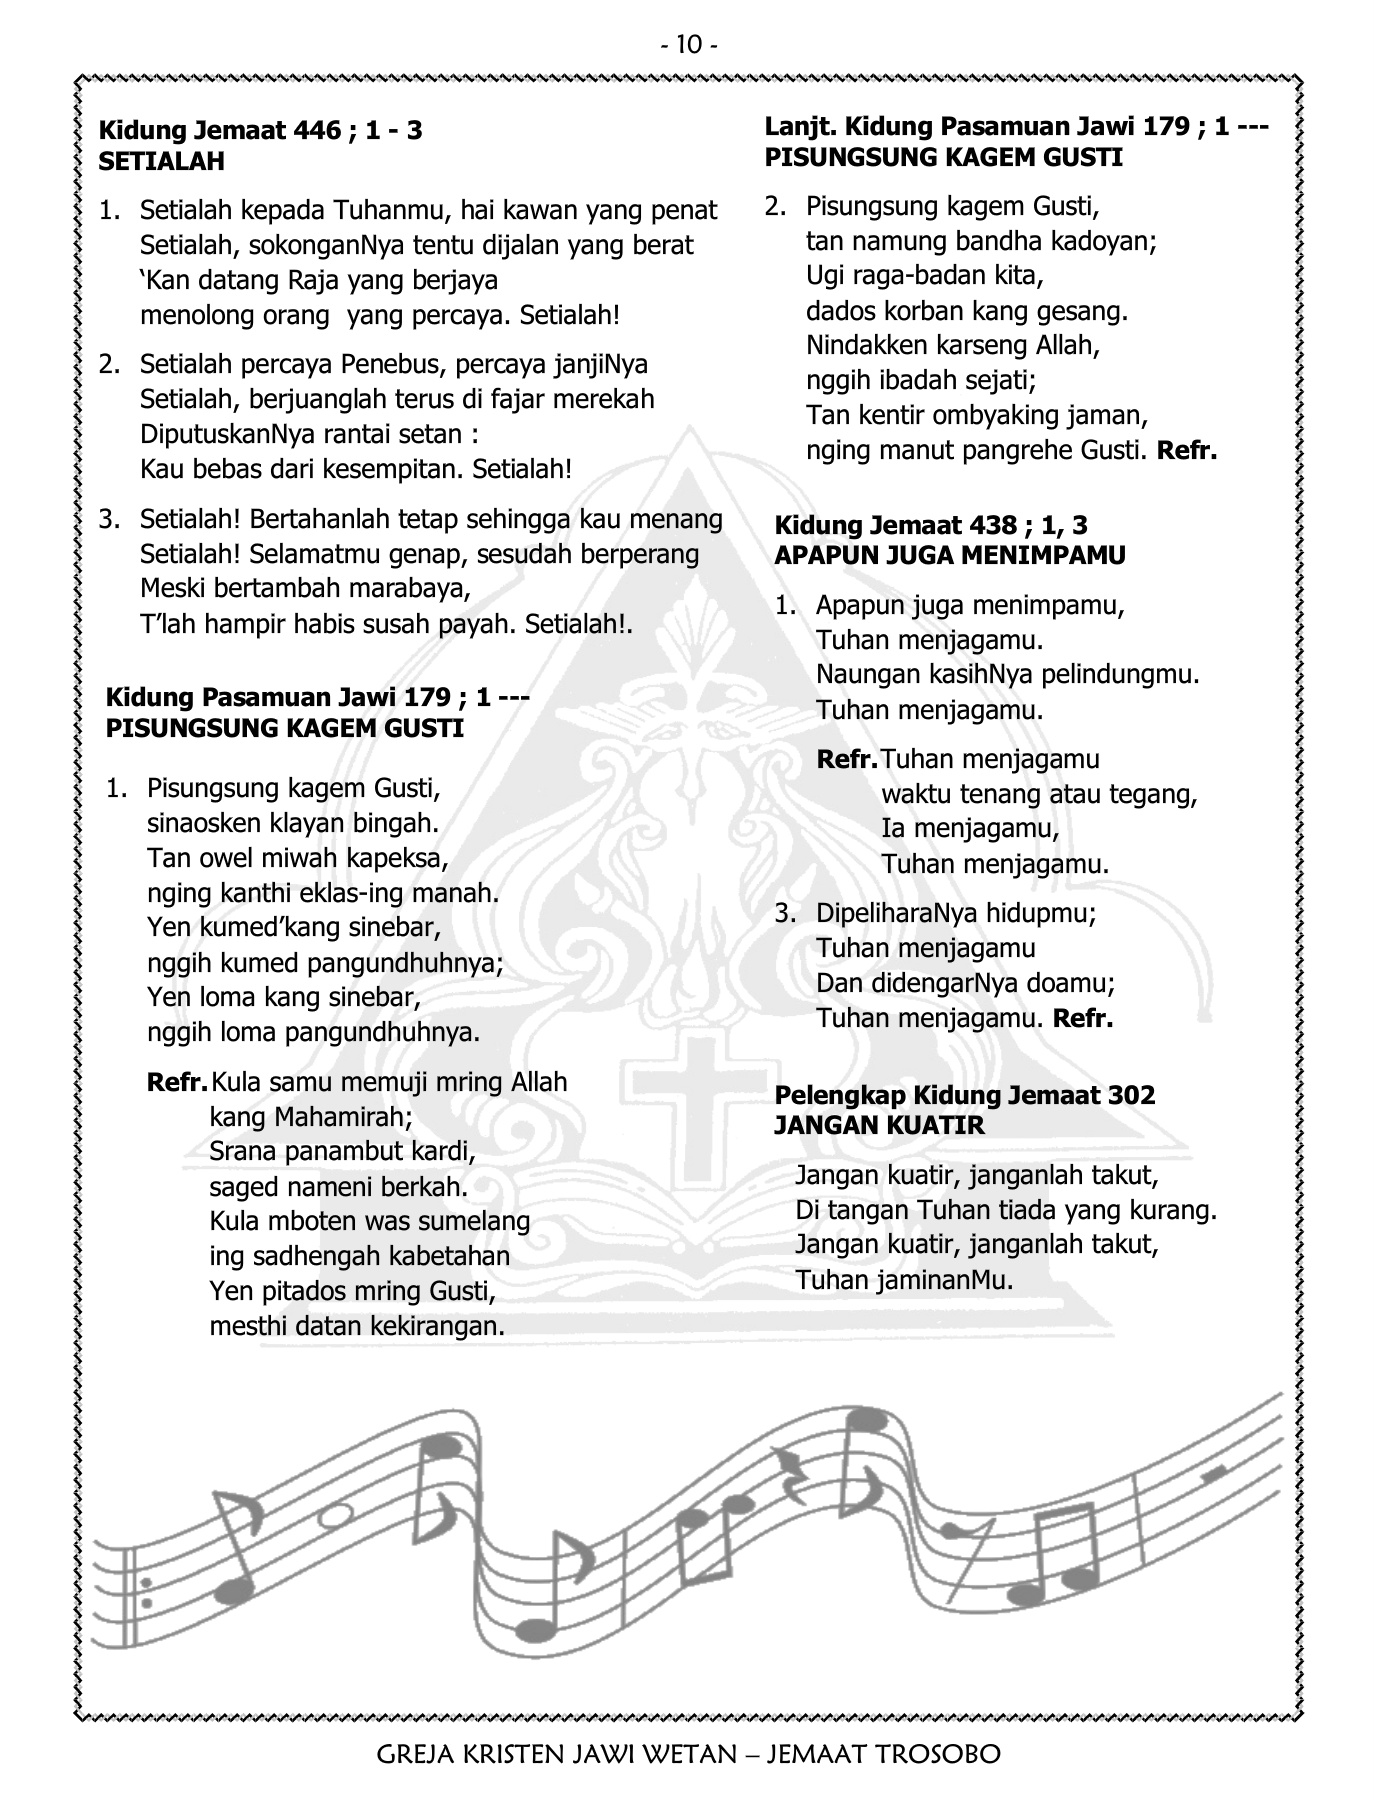 - 10 -
Kidung Jemaat 446 ; 1 - 3
SETIALAH
1. Setialah kepada Tuhanmu, hai kawan yang penat
Setialah, sokonganNya tentu dijalan yang berat
‘Kan datang Raja yang berjaya
menolong orang  yang percaya. Setialah!
2. Setialah percaya Penebus, percaya janjiNya
Setialah, berjuanglah terus di fajar merekah
DiputuskanNya rantai setan :
Kau bebas dari kesempitan. Setialah!
3. Setialah! Bertahanlah tetap sehingga kau menang
Setialah! Selamatmu genap, sesudah berperang
Meski bertambah marabaya,
T’lah hampir habis susah payah. Setialah!.
Kidung Pasamuan Jawi 179 ; 1 ---
PISUNGSUNG KAGEM GUSTI
1. Pisungsung kagem Gusti,
sinaosken klayan bingah.
Tan owel miwah kapeksa,
nging kanthi eklas-ing manah.
Yen kumed’kang sinebar,
nggih kumed pangundhuhnya;
Yen loma kang sinebar,
nggih loma pangundhuhnya.
Refr. Kula samu memuji mring Allah
kang Mahamirah;
Srana panambut kardi,
saged nameni berkah.
Kula mboten was sumelang
ing sadhengah kabetahan
Yen pitados mring Gusti,
mesthi datan kekirangan.
Lanjt. Kidung Pasamuan Jawi 179 ; 1 ---
PISUNGSUNG KAGEM GUSTI
2. Pisungsung kagem Gusti,
tan namung bandha kadoyan;
Ugi raga-badan kita,
dados korban kang gesang.
Nindakken karseng Allah,
nggih ibadah sejati;
Tan kentir ombyaking jaman,
nging manut pangrehe Gusti. Refr.
Kidung Jemaat 438 ; 1, 3
APAPUN JUGA MENIMPAMU
1. Apapun juga menimpamu,
Tuhan menjagamu.
Naungan kasihNya pelindungmu.
Tuhan menjagamu.
Refr. Tuhan menjagamu
waktu tenang atau tegang,
Ia menjagamu,
Tuhan menjagamu.
3. DipeliharaNya hidupmu;
Tuhan menjagamu
Dan didengarNya doamu;
Tuhan menjagamu. Refr.
Pelengkap Kidung Jemaat 302
JANGAN KUATIR
Jangan kuatir, janganlah takut,
Di tangan Tuhan tiada yang kurang.
Jangan kuatir, janganlah takut,
Tuhan jaminanMu.
GREJA KRISTEN JAWI WETAN – JEMAAT TROSOBO